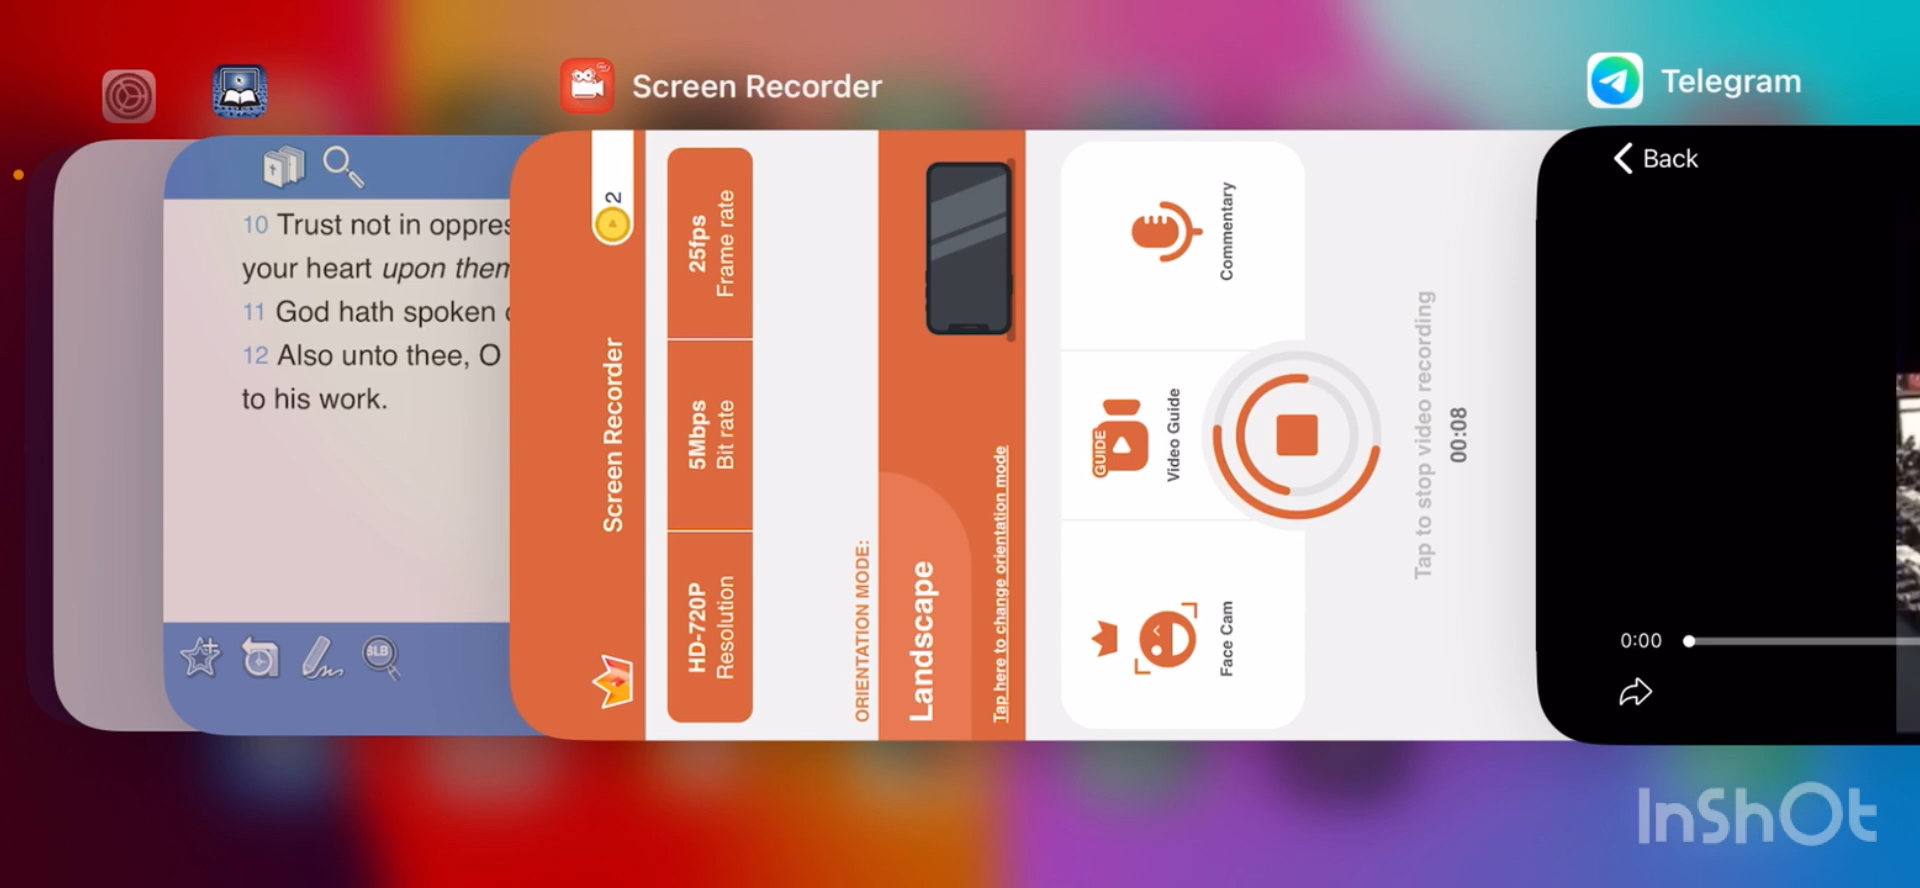 Screen Recorder
Telegram
10 Trust not in oppres
your heart upon them
11 God hath spoken
12 Also unto thee, O
to his work.
BLB
Screen Recorder
2
HD-720P
Resolution
5Mbps
Bit rate
25fps
Frame rate
ORIENTATION MODE:
Landscape
Tap here to change orientation mode
Face Cam
GUIDE
Video Guide
Commentary
Tap to stop video recording
00:08
Back
0:00
InShOt